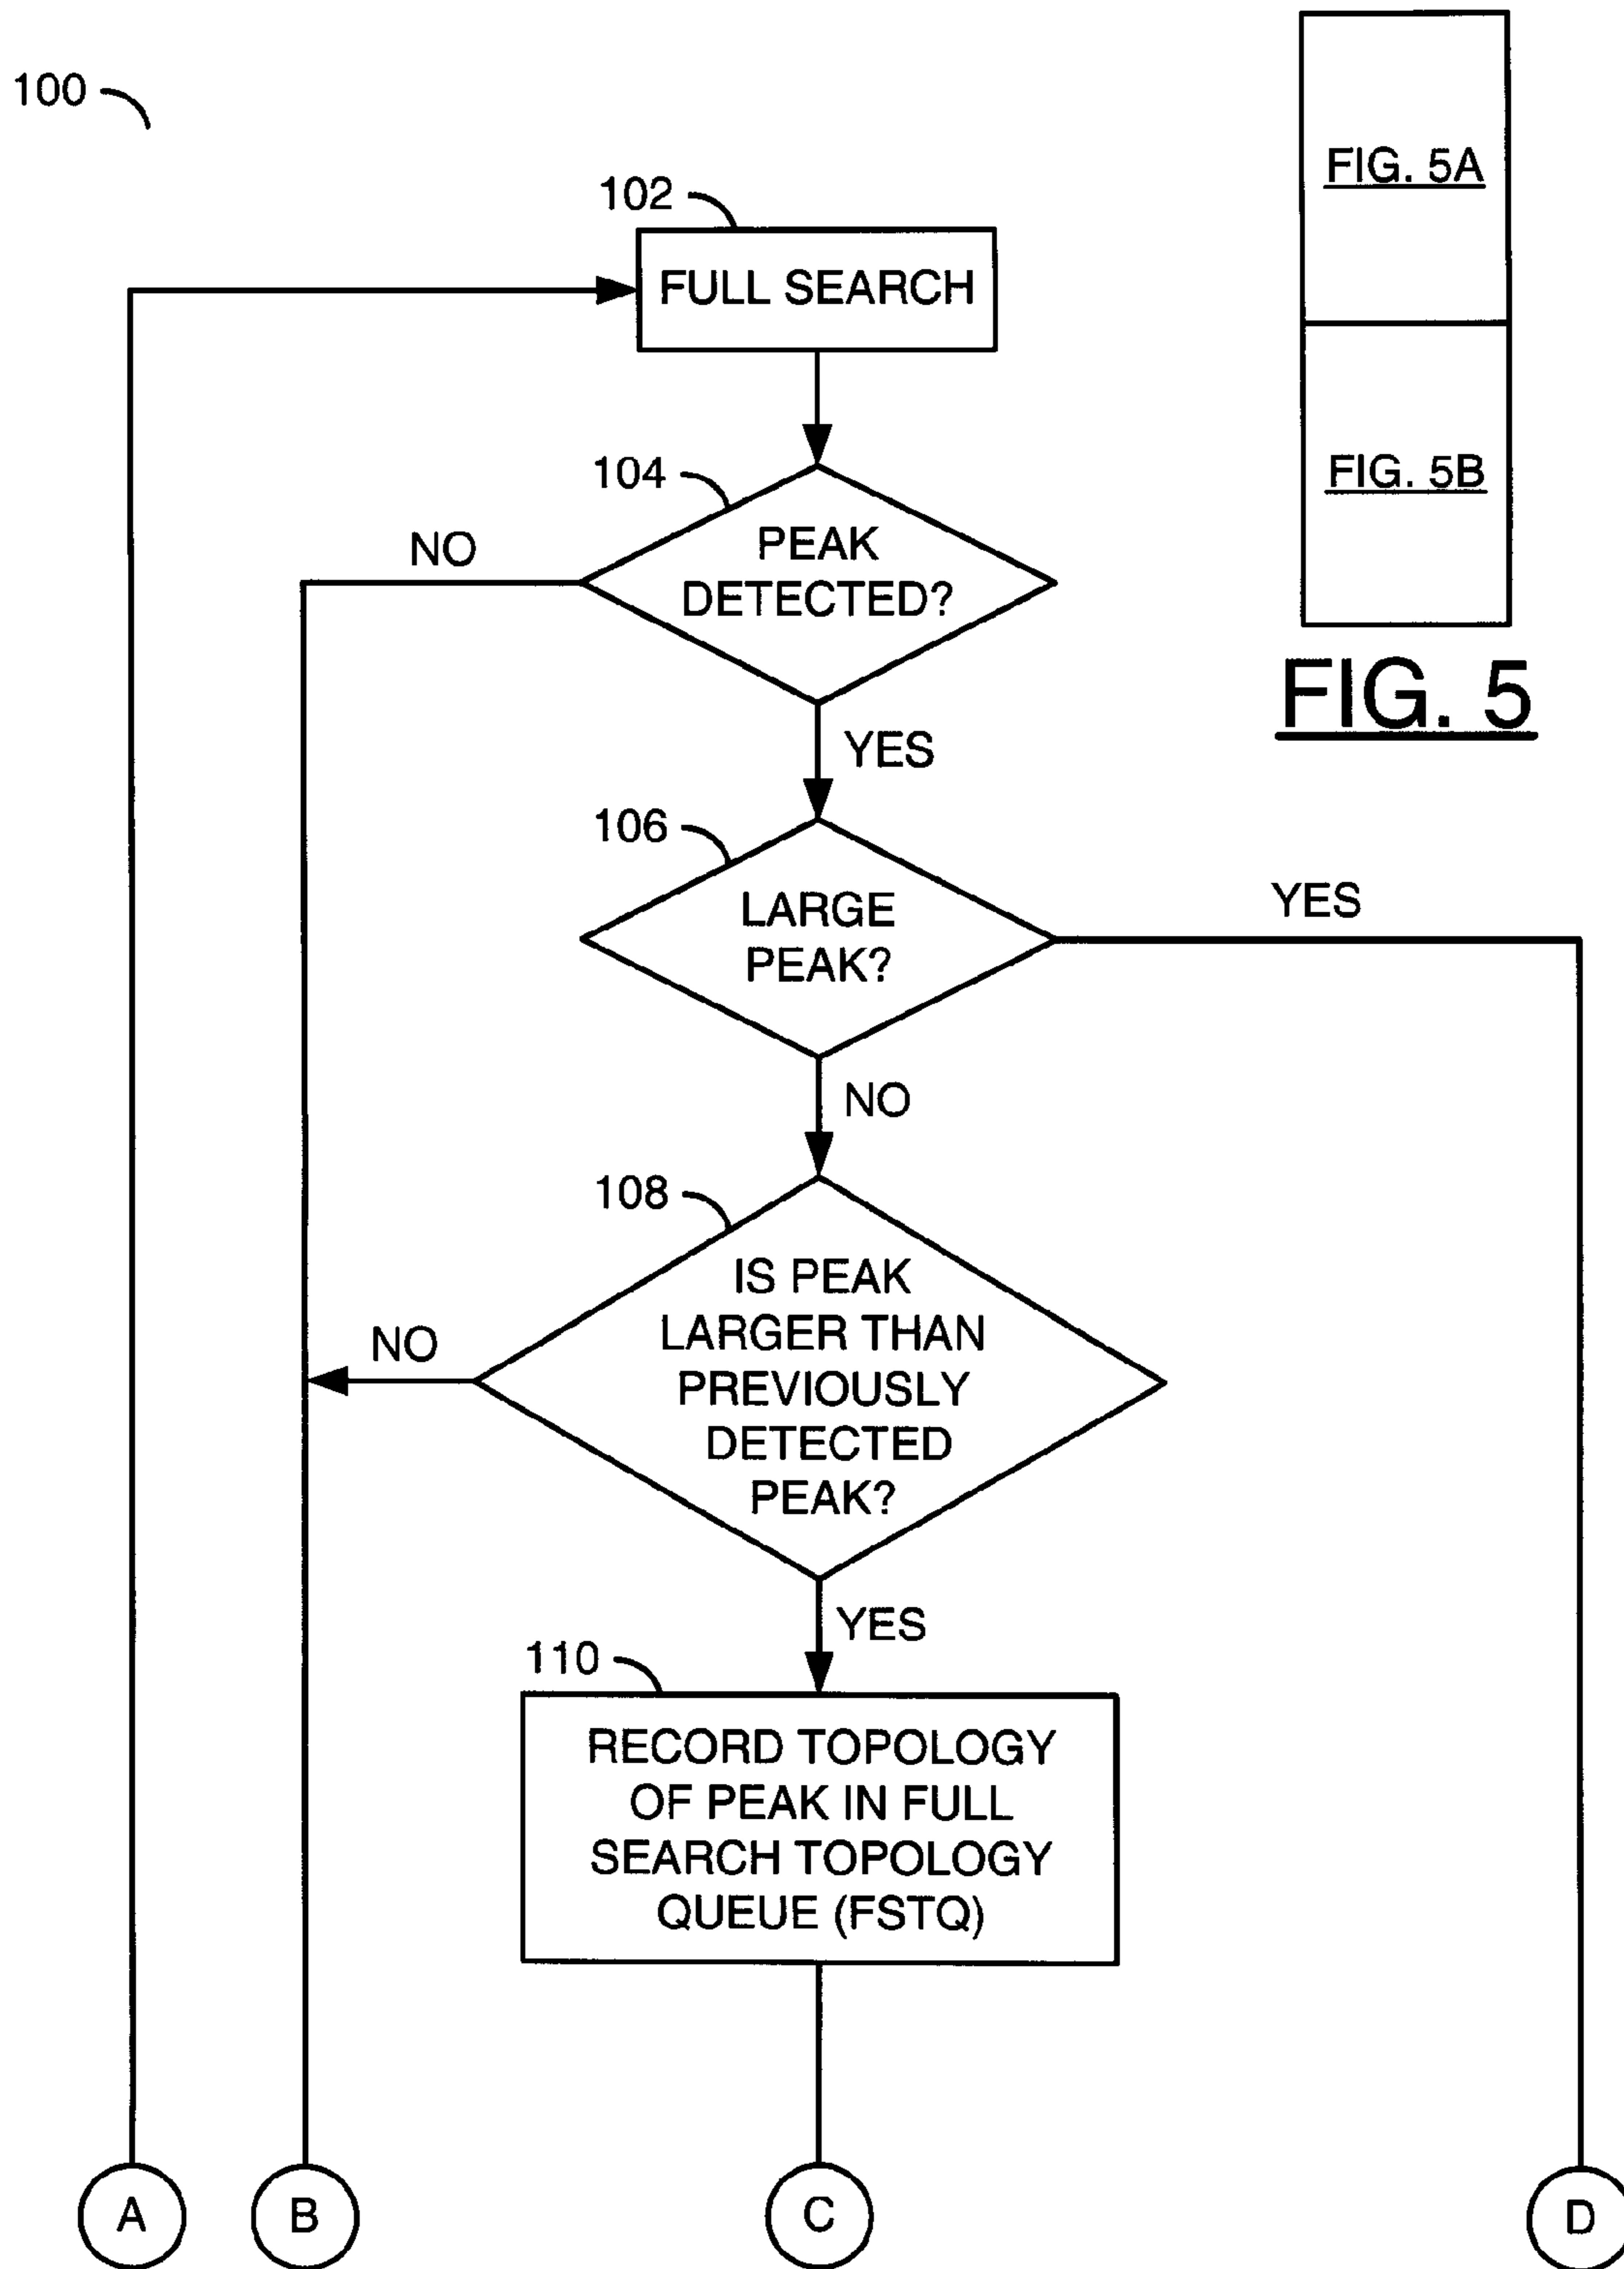 100
102
FULL SEARCH
FIG. 5A
FIG. 5B
FIG. 5
104
PEAK
DETECTED?
NO
YES
106
LARGE
PEAK?
YES
NO
108
IS PEAK
LARGER THAN
PREVIOUSLY
DETECTED
PEAK?
NO
YES
110
RECORD TOPOLOGY
OF PEAK IN FULL
SEARCH TOPOLOGY
QUEUE (FSTQ)
A
B
C
D